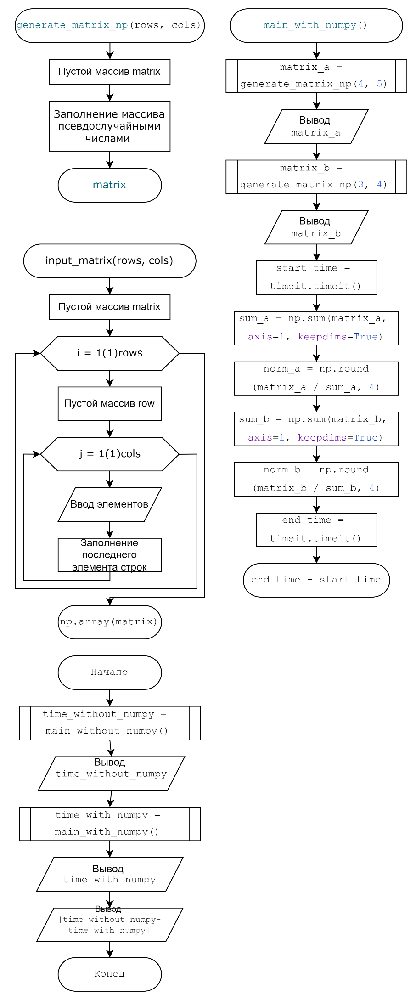 generate_matrix_np(rows, cols)
Пустой массив matrix
Заполнение массива
псевдослучайными
числами
matrix
input_matrix(rows, cols)
Пустой массив matrix
i = 1(1)rows
Пустой массив row
j = 1(1)cols
Ввод элементов
Заполнение
последнего
элемента строк
np.array(matrix)
main_with_numpy()
matrix_a =
generate_matrix_np(4, 5)
Вывод
matrix_a
matrix_b =
generate_matrix_np(3, 4)
Вывод
matrix_b
start_time =
timeit.timeit()
sum_a = np.sum(matrix_a,
axis=1, keepdims=True)
norm_a = np.round
(matrix_a / sum_a, 4)
sum_b = np.sum(matrix_b,
axis=1, keepdims=True)
norm_b = np.round
(matrix_b / sum_b, 4)
end_time =
timeit.timeit()
end_time - start_time
Начало
time_without_numpy =
main_without_numpy()
Вывод
time_without_numpy
time_with_numpy =
main_with_numpy()
Вывод
time_with_numpy
Вывод
|time_without_numpy-
time_with_numpy|
Конец